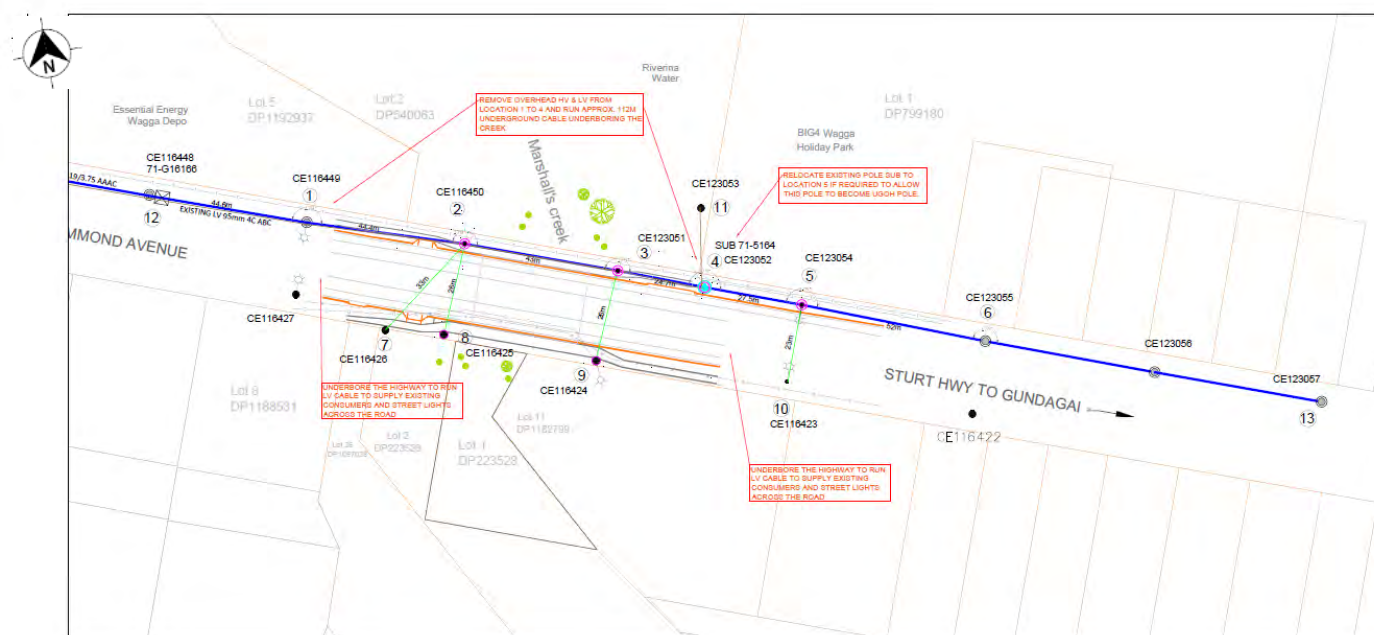 N
Riverina
Water
Essential Energy
Wagga Depo
Lot 5
DP1192937
Lot 2
DP540063
REMOVE OVERHEAD HV & LV FROM
LOCATION 1 TO 4 AND RUN APPROX. 112M
UNDERGROUND CABLE UNDERBORING THE
CREEK
Lot 1
DP799180
BIG4 Wagga
Holiday Park
CE116448
71-G16166
CE116449
1
CE116450
2
Marshall's creek
CE123053
11
RELOCATE EXISTING POLE SUB TO
LOCATION 5 IF REQUIRED TO ALLOW
THIS POLE TO BECOME UGOH POLE.
19/3.75 AAAC
44.6m
EXISTING LV 95mm 4C ABC
12
MMOND AVENUE
44.4m
CE123051
3
SUB 71-5164
4
CE123052
CE123054
5
27.5m
CE123055
6
52m
33m
26m
23m
CE116427
7
CE116426
8
CE116425
9
CE116424
10
CE116423
CE123056
CE123057
13
STURT HWY TO GUNDAGAI
CE116422
UNDERBORE THE HIGHWAY TO RUN
LV CABLE TO SUPPLY EXISTING
CONSUMERS AND STREET LIGHTS
ACROSS THE ROAD
Lot 8
DP1188531
Lot 2
DP223528
Lot 1
DP223528
Lot 11
UNDERBORE THE HIGHWAY TO RUN
LV CABLE TO SUPPLY EXISTING
CONSUMERS AND STREET LIGHTS
ACROSS THE ROAD